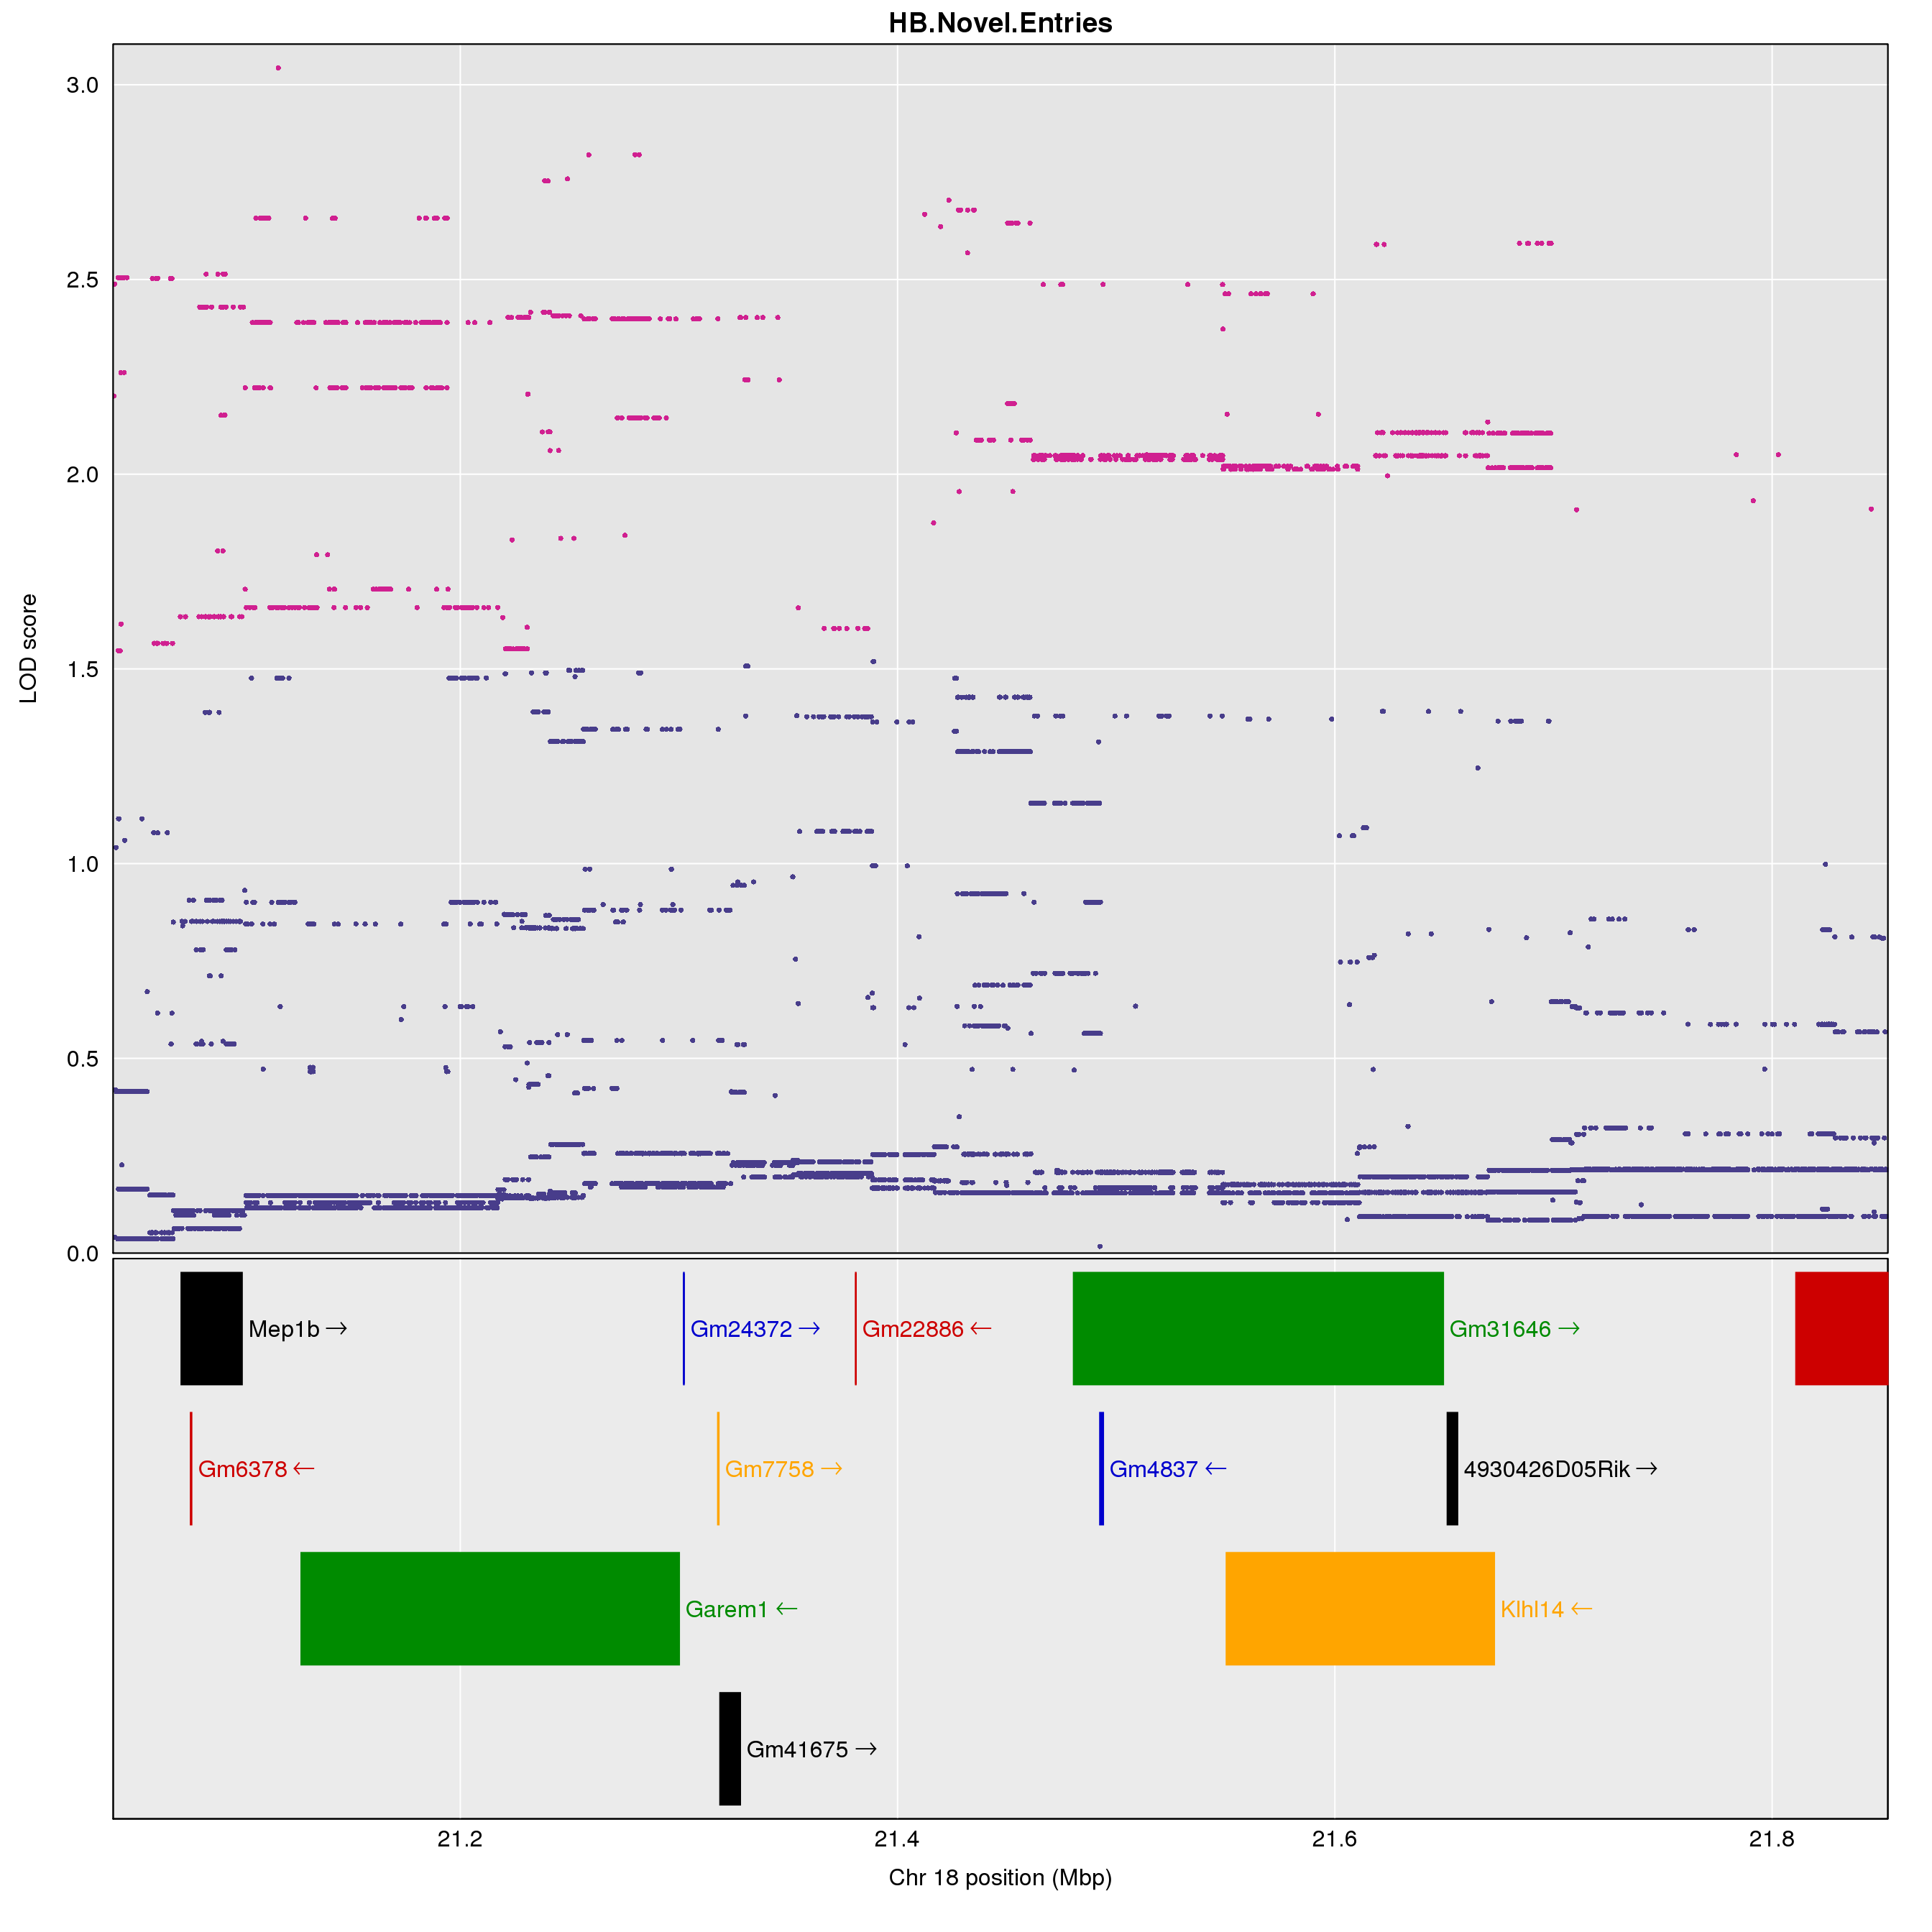 HB.Novel.Entries
3.0
2.5
2.0
1.5
1.0
0.5
0.0
LOD score
Mep1b →
Gm24372 →
Gm22886 ←
Gm31646 →
Gm6378 ←
Gm7758 →
Gm4837 ←
4930426D05Rik →
Garem1 ←
Klhl14 ←
Gm41675 →
21.2 21.4 21.6 21.8
Chr 18 position (Mbp)